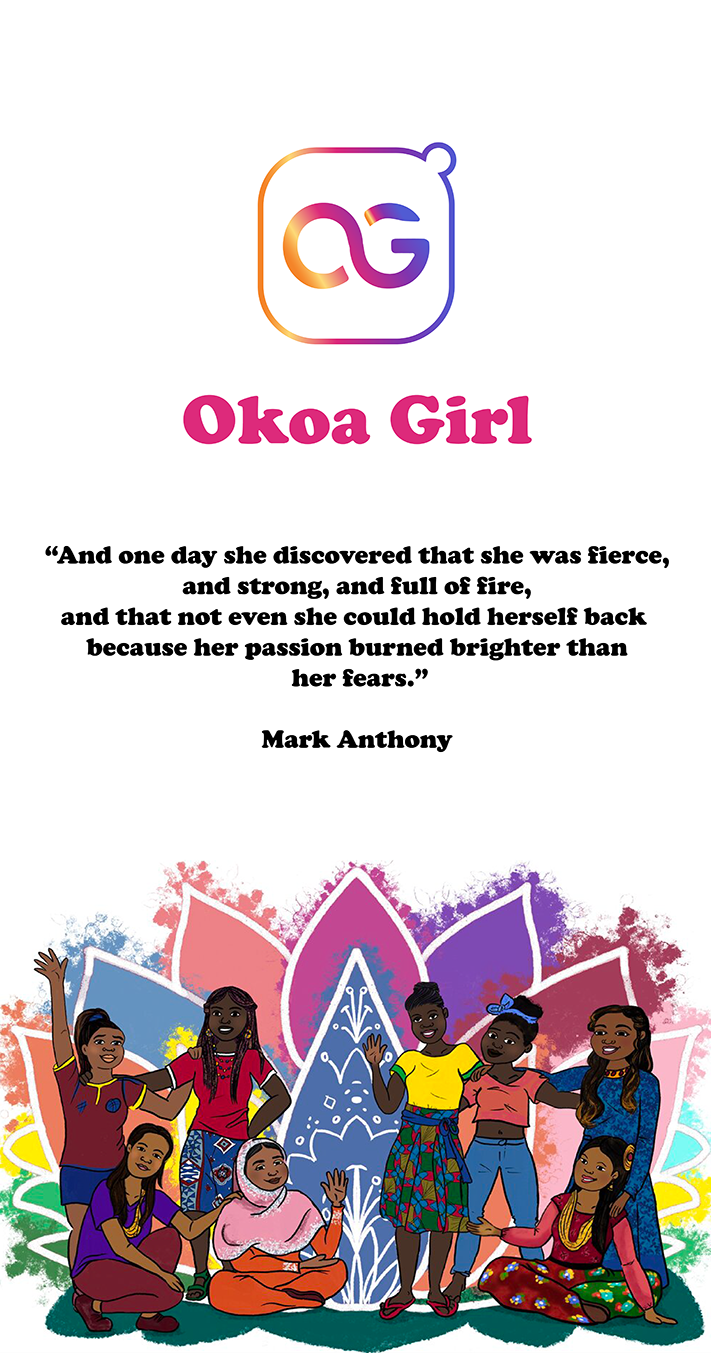 OG
Okoa Girl
“And one day she discovered that she was fierce,
and strong, and full of fire,
and that not even she could hold herself back
because her passion burned brighter than
her fears.”
Mark Anthony